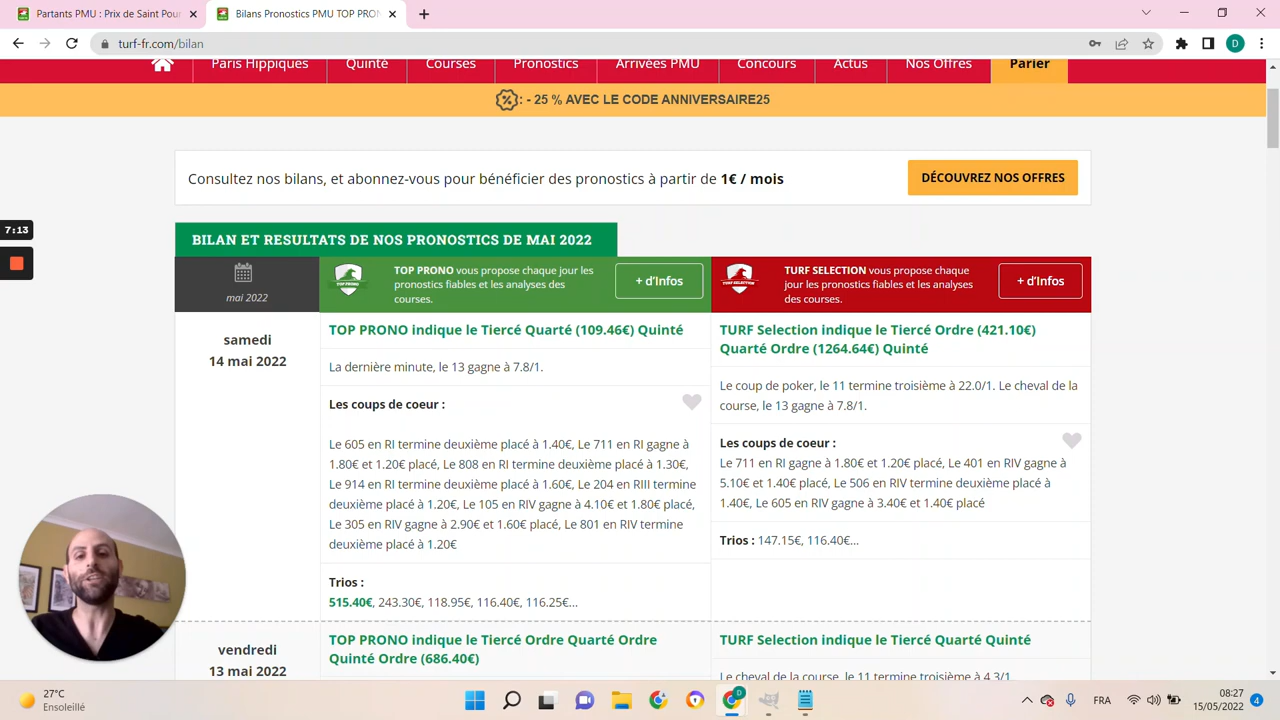 Partants PMU : Prix de Saint Pour
Bilans Pronostics PMU TOP PRON
turf-fr.com/bilan
D
Paris Hippiques
Quinté
Courses
Pronostics
Arrivées PMU
Concours
Actus
Nos Offres
Parier
: - 25 % AVEC LE CODE ANNIVERSAIRE25
Consultez nos bilans, et abonnez-vous pour bénéficier des pronostics à partir de 1€ / mois
DÉCOUVREZ NOS OFFRES
7:13
BILAN ET RESULTATS DE NOS PRONOSTICS DE MAI 2022
mai 2022
TOP PRONO
TOP PRONO vous propose chaque jour les
pronostics fiables et les analyses des
courses.
+ d'Infos
TURF SELECTION
TURF SELECTION vous propose chaque
jour les pronostics fiables et les analyses
des courses.
+ d'Infos
samedi
14 mai 2022
TOP PRONO indique le Tiercé Quarté (109.46€) Quinté
La dernière minute, le 13 gagne à 7.8/1.
Les coups de coeur :
Le 605 en RI termine deuxième placé à 1.40€, Le 711 en RI gagne à
1.80€ et 1.20€ placé, Le 808 en RI termine deuxième placé à 1.30€,
Le 914 en RI termine deuxième placé à 1.60€, Le 204 en RIII termine
deuxième placé à 1.20€, Le 105 en RIV gagne à 4.10€ et 1.80€ placé,
Le 305 en RIV gagne à 2.90€ et 1.60€ placé, Le 801 en RIV termine
deuxième placé à 1.20€
Trios :
515.40€, 243.30€, 118.95€, 116.40€, 116.25€...
TURF Selection indique le Tiercé Ordre (421.10€)
Quarté Ordre (1264.64€) Quinté
Le coup de poker, le 11 termine troisième à 22.0/1. Le cheval de la
course, le 13 gagne à 7.8/1.
Les coups de coeur :
Le 711 en RI gagne à 1.80€ et 1.20€ placé, Le 401 en RIV gagne à
5.10€ et 1.40€ placé, Le 506 en RIV termine deuxième placé à
1.40€, Le 605 en RIV gagne à 3.40€ et 1.40€ placé
Trios : 147.15€, 116.40€...
vendredi
13 mai 2022
TOP PRONO indique le Tiercé Ordre Quarté Ordre
Quinté Ordre (686.40€)
TURF Selection indique le Tiercé Quarté Quinté
Le cheval de la course, le 11 termine troisième à 4.3/1.
27°C
Ensoleillé
D
FRA
08:27
15/05/2022
4